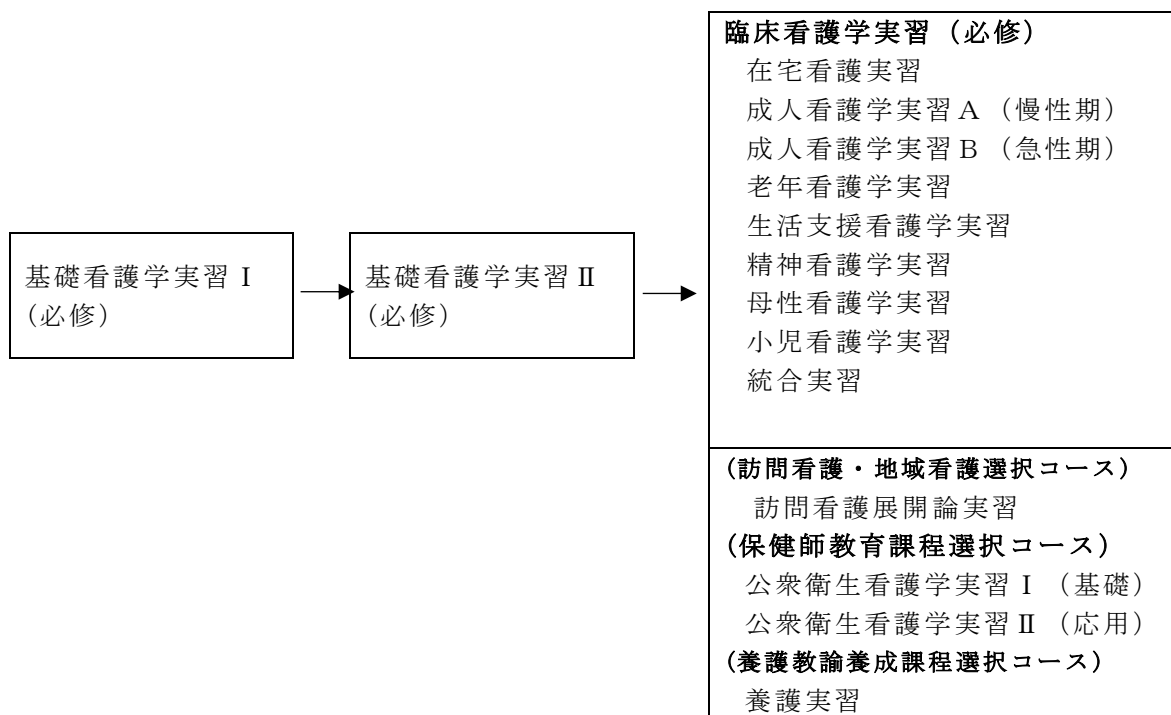 基礎看護学実習Ⅰ
(必修)
基礎看護学実習Ⅱ
(必修)
臨床看護学実習（必修）
在宅看護実習
成人看護学実習A（慢性期）
成人看護学実習B（急性期）
老年看護学実習
生活支援看護学実習
精神看護学実習
母性看護学実習
小児看護学実習
統合実習
(訪問看護・地域看護選択コース)
訪問看護展開論実習
(保健師教育課程選択コース)
公衆衛生看護学実習Ⅰ（基礎）
公衆衛生看護学実習Ⅱ（応用）
(養護教諭養成課程選択コース)
養護実習